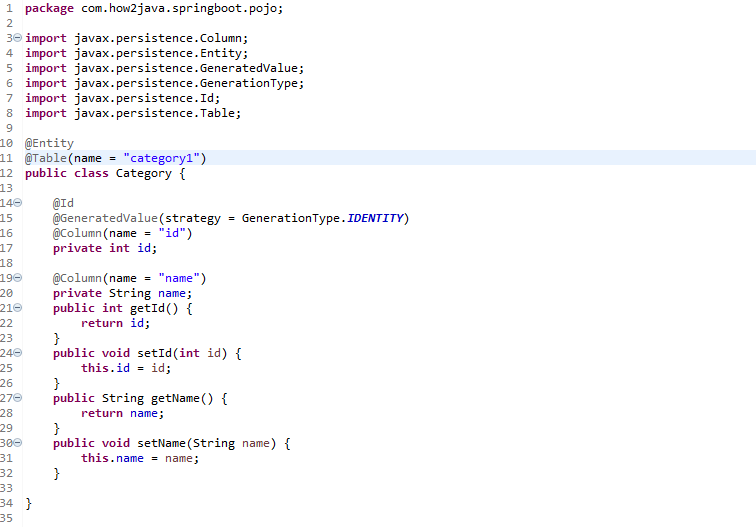 1 package com.how2java.springboot.pojo;
2
3 import javax.persistence.Column;
4 import javax.persistence.Entity;
5 import javax.persistence.GeneratedValue;
6 import javax.persistence.GenerationType;
7 import javax.persistence.Id;
8 import javax.persistence.Table;
9
10 @Entity
11 @Table(name = "category1")
12 public class Category {
13
14     @Id
15     @GeneratedValue(strategy = GenerationType.IDENTITY)
16     @Column(name = "id")
17     private int id;
18
19     @Column(name = "name")
20     private String name;
21     public int getId() {
22         return id;
23     }
24     public void setId(int id) {
25         this.id = id;
26     }
27     public String getName() {
28         return name;
29     }
30     public void setName(String name) {
31         this.name = name;
32     }
33
34 }
35